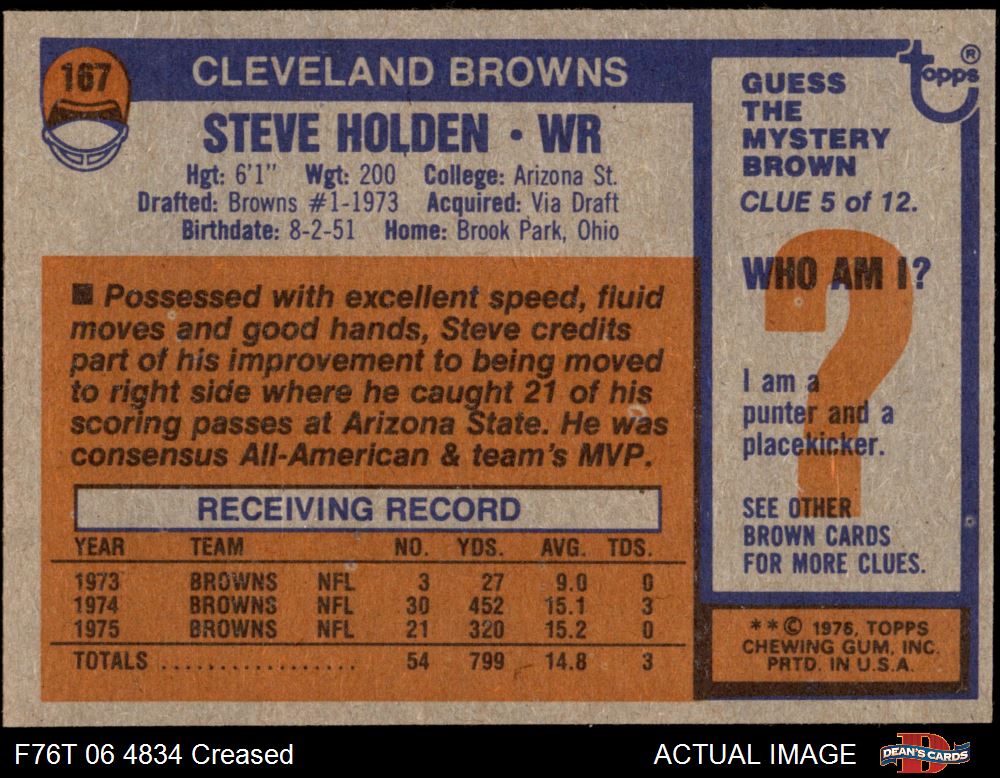 167
CLEVELAND BROWNS
STEVE HOLDEN • WR
Hgt: 6'1" Wgt: 200 College: Arizona St.
Drafted: Browns #1-1973 Acquired: Via Draft
Birthdate: 8-2-51 Home: Brook Park, Ohio
■ Possessed with excellent speed, fluid
moves and good hands, Steve credits
part of his improvement to being moved
to right side where he caught 21 of his
scoring passes at Arizona State. He was
consensus All-American & team's MVP.
RECEIVING RECORD
YEAR TEAM NO. YDS. AVG. TDS.
1973 BROWNS NFL 3 27 9.0 0
1974 BROWNS NFL 30 452 15.1 3
1975 BROWNS NFL 21 320 15.2 0
TOTALS .................. 54 799 14.8 3
topps ®
GUESS
THE
MYSTERY
BROWN
CLUE 5 of 12.
WHO AM I?
?
I am a
punter and a
placekicker.
SEE OTHER
BROWN CARDS
FOR MORE CLUES.
**© 1976, TOPPS
CHEWING GUM, INC.
PRTD. IN U.S.A.
F76T 06 4834 Creased
ACTUAL IMAGE
DEAN'S CARDS